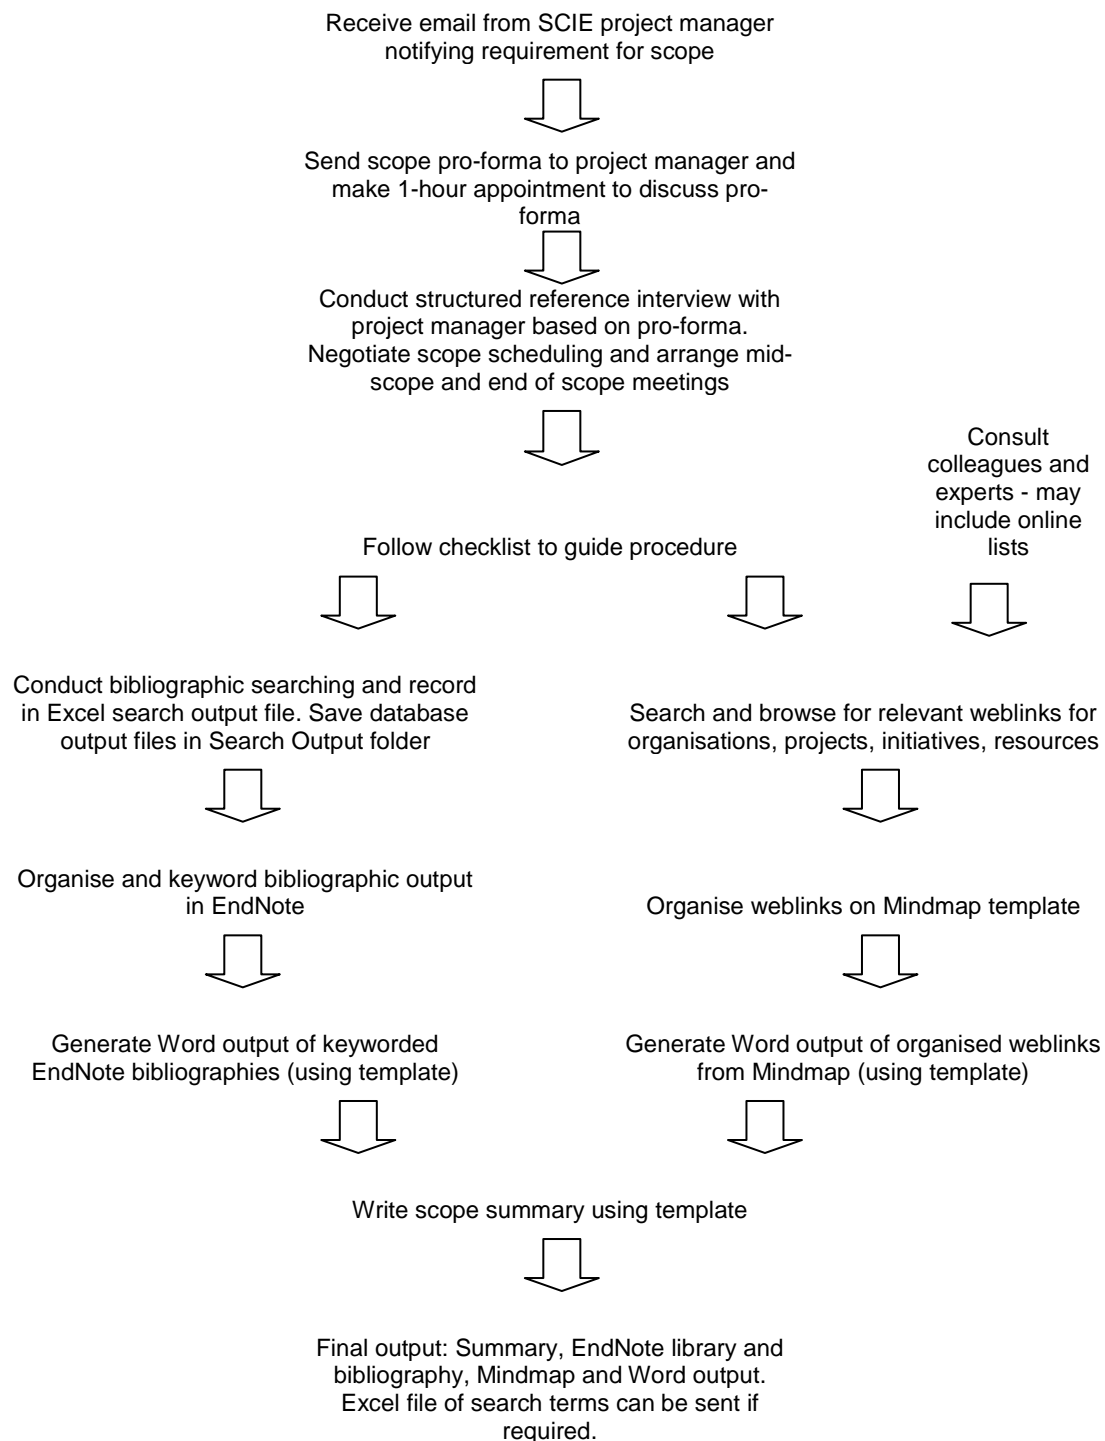 Receive email from SCIE project manager
notifying requirement for scope
Send scope pro-forma to project manager and
make 1-hour appointment to discuss pro-
forma
Conduct structured reference interview with
project manager based on pro-forma.
Negotiate scope scheduling and arrange mid-
scope and end of scope meetings
Consult
colleagues and
experts - may
include online
lists
Follow checklist to guide procedure
Conduct bibliographic searching and record
in Excel search output file. Save database
output files in Search Output folder
Search and browse for relevant weblinks for
organisations, projects, initiatives, resources
Organise and keyword bibliographic output
in EndNote
Organise weblinks on Mindmap template
Generate Word output of keyworded
EndNote bibliographies (using template)
Generate Word output of organised weblinks
from Mindmap (using template)
Write scope summary using template
Final output: Summary, EndNote library and
bibliography, Mindmap and Word output.
Excel file of search terms can be sent if
required.